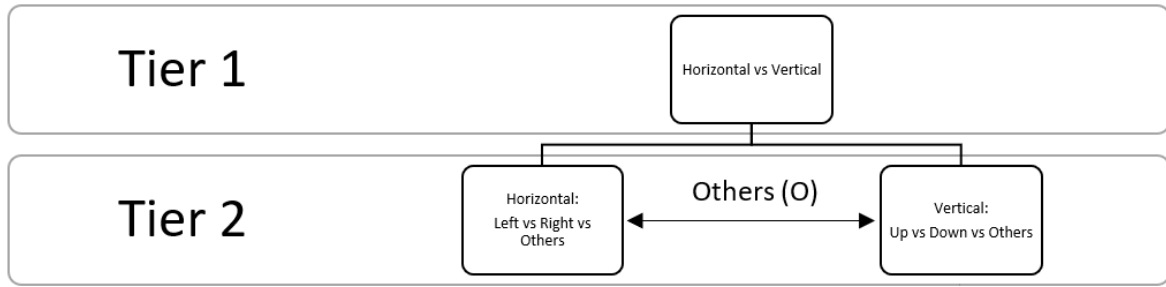 Tier 1
Horizontal vs Vertical
Tier 2
Horizontal:
Left vs Right vs
Others
Others (O)
Vertical:
Up vs Down vs Others